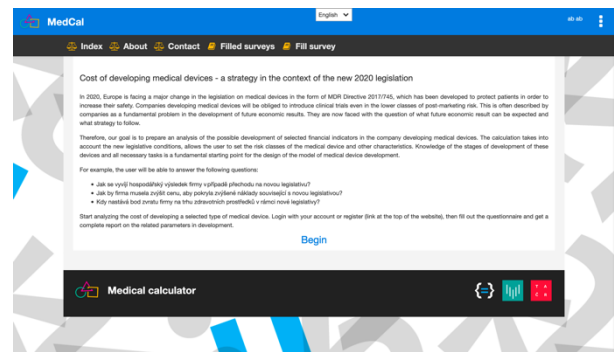 MedCal English ab ab
Index About Contact Filled surveys Fill survey
Cost of developing medical devices - a strategy in the context of the new 2020 legislation
In 2020, Europe is facing a major change in the legislation on medical devices in the form of MDR Directive 2017/745, which has been developed to protect patients in order to
increase their safety. Companies developing medical devices will be obliged to introduce clinical trials even in the lower classes of post-marketing risk. This is often described by
companies as a fundamental problem in the development of future economic results. They are now faced with the question of what future economic result can be expected and
what strategy to follow.
Therefore, our goal is to prepare an analysis of the possible development of selected financial indicators in the company developing medical devices. The calculation takes into
account the new legislative conditions, allows the user to set the risk classes of the medical device and other characteristics. Knowledge of the stages of development of these
devices and all necessary tasks is a fundamental starting point for the design of the model of medical device development.
For example, the user will be able to answer the following questions:
Jak se vyvíjí hospodářský výsledek firmy v případě přechodu na novou legislativu?
Jak by firma musela zvýšit cenu, aby pokryla zvýšené náklady související s novou legislativou?
Kdy nastává bod zvratu firmy na trhu zdravotních prostředků v rámci nové legislativy?
Start analyzing the cost of developing a selected type of medical device. Login with your account or register (link at the top of the website), then fill out the questionnaire and get a
complete report on the related parameters in development.
Begin
Medical calculator
T A
Č R